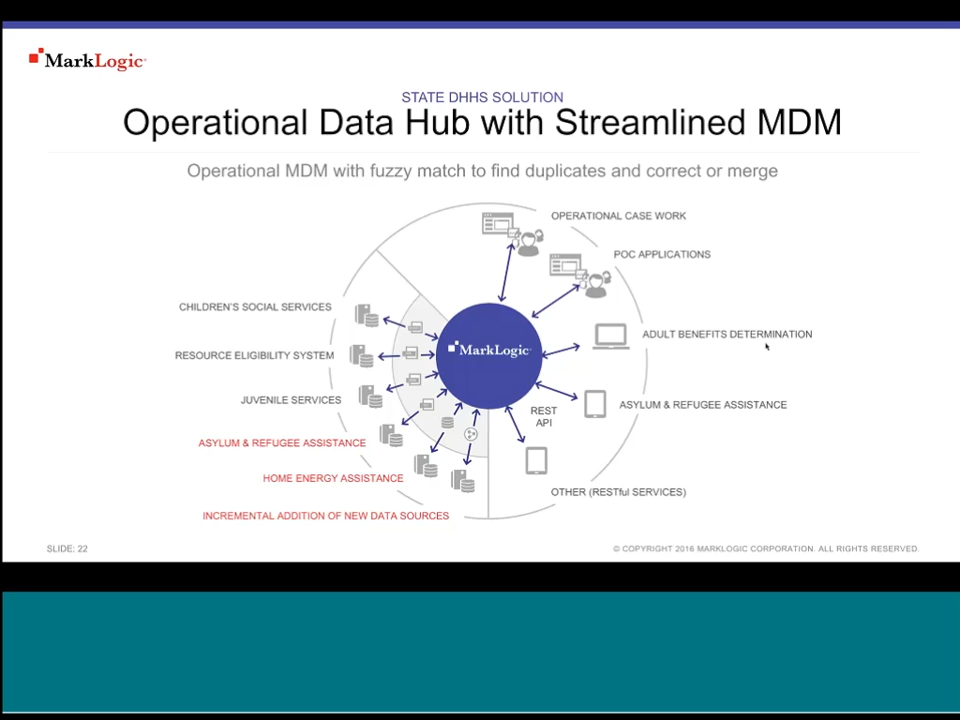 MarkLogic
STATE DHHS SOLUTION
Operational Data Hub with Streamlined MDM
Operational MDM with fuzzy match to find duplicates and correct or merge
OPERATIONAL CASE WORK
POC APPLICATIONS
CHILDREN'S SOCIAL SERVICES
ADULT BENEFITS DETERMINATION
MarkLogic
RESOURCE ELIGIBILITY SYSTEM
JUVENILE SERVICES
ASYLUM & REFUGEE ASSISTANCE
REST
API
ASYLUM & REFUGEE ASSISTANCE
HOME ENERGY ASSISTANCE
OTHER (RESTful SERVICES)
INCREMENTAL ADDITION OF NEW DATA SOURCES
SLIDE: 22
© COPYRIGHT 2016 MARKLOGIC CORPORATION. ALL RIGHTS RESERVED.